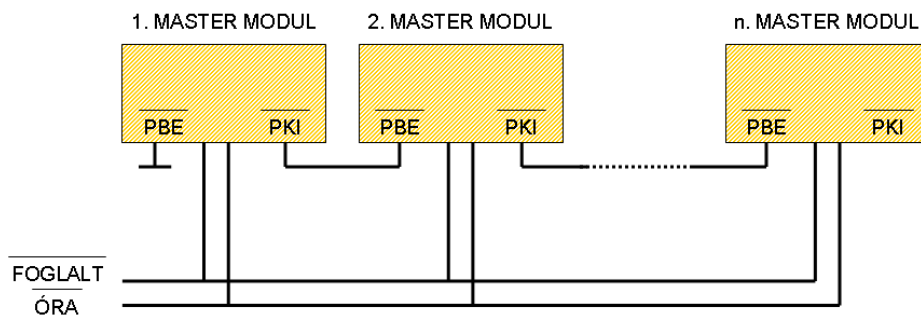 1. MASTER MODUL 2. MASTER MODUL n. MASTER MODUL
PBE PKI PBE PKI PBE PKI
FOGLALT
ÓRA